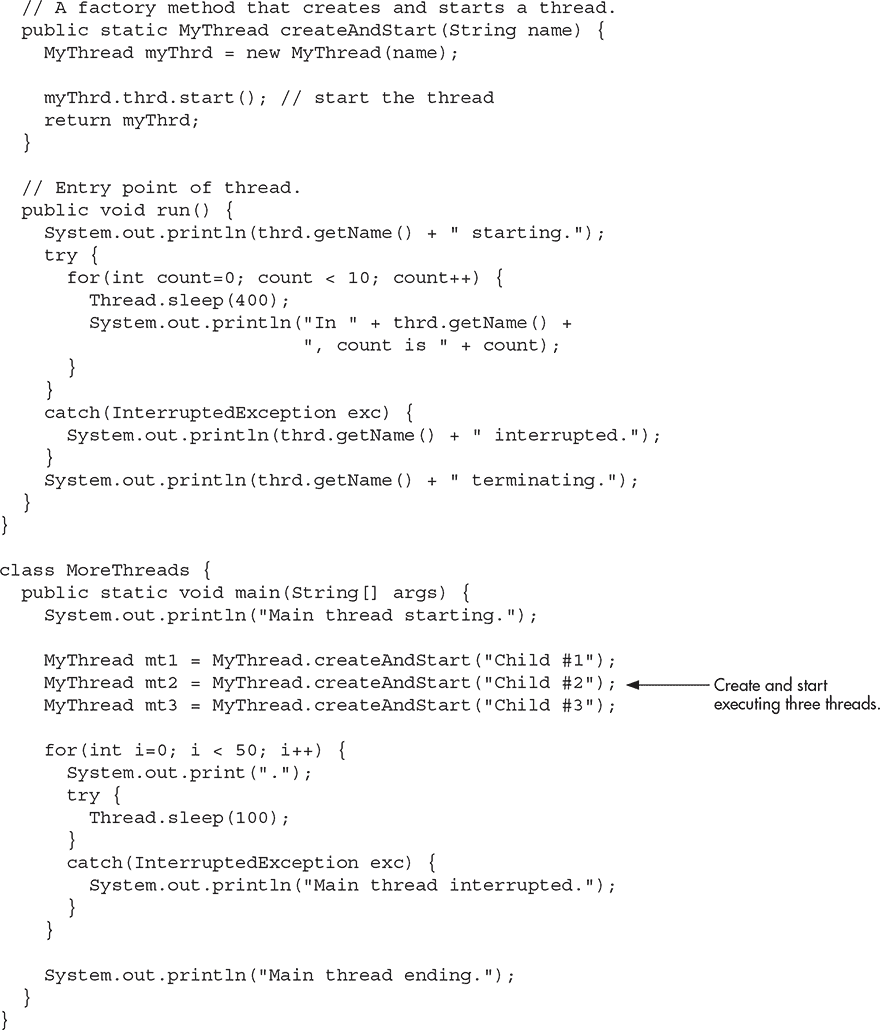 // A factory method that creates and starts a thread.
  public static MyThread createAndStart(String name) {
    MyThread myThrd = new MyThread(name);

    myThrd.thrd.start(); // start the thread
    return myThrd;
  }

  // Entry point of thread.
  public void run() {
    System.out.println(thrd.getName() + " starting.");
    try {
      for(int count=0; count < 10; count++) {
        Thread.sleep(400);
        System.out.println("In " + thrd.getName() +
                           ", count is " + count);
      }
    }
    catch(InterruptedException exc) {
      System.out.println(thrd.getName() + " interrupted.");
    }
    System.out.println(thrd.getName() + " terminating.");
  }
}

class MoreThreads {
  public static void main(String[] args) {
    System.out.println("Main thread starting.");

    MyThread mt1 = MyThread.createAndStart("Child #1");
    MyThread mt2 = MyThread.createAndStart("Child #2"); Create and start
    MyThread mt3 = MyThread.createAndStart("Child #3"); executing three threads.

    for(int i=0; i < 50; i++) {
      System.out.print(".");
      try {
        Thread.sleep(100);
      }
      catch(InterruptedException exc) {
        System.out.println("Main thread interrupted.");
      }
    }

    System.out.println("Main thread ending.");
  }
}